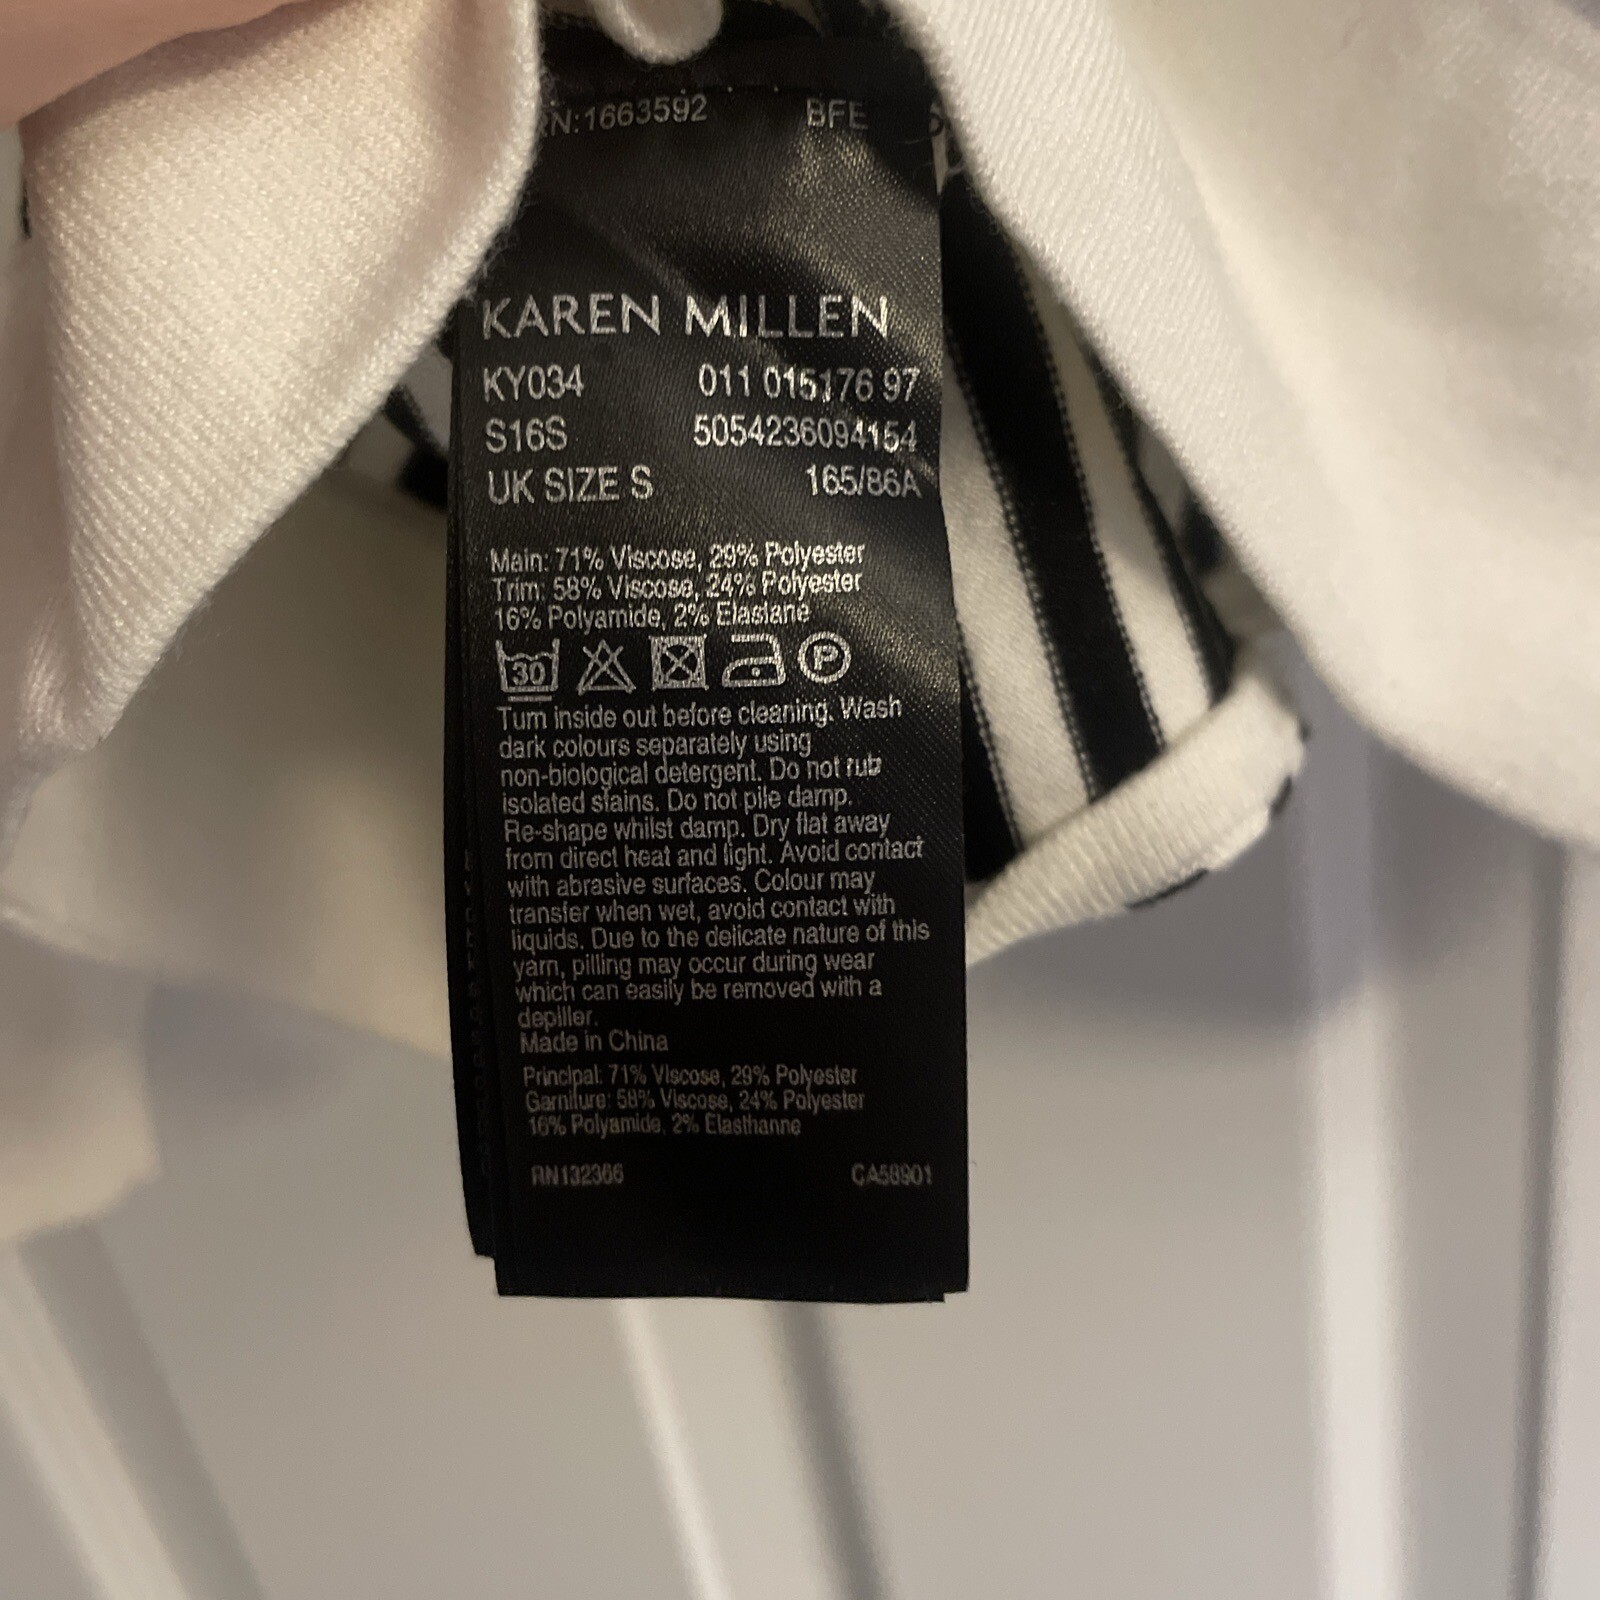 RN:1663592 BFE
KAREN MILLEN
KY034 011 015176 97
S16S 5054236094154
UK SIZE S 165/86A
Main: 71% Viscose, 29% Polyester
Trim: 58% Viscose, 24% Polyester
16% Polyamide, 2% Elastane
30
P
Turn inside out before cleaning. Wash
dark colours separately using
non-biological detergent. Do not rub
isolated stains. Do not pile damp.
Re-shape whilst damp. Dry flat away
from direct heat and light. Avoid contact
with abrasive surfaces. Colour may
transfer when wet, avoid contact with
liquids. Due to the delicate nature of this
yarn, pilling may occur during wear
which can easily be removed with a
depiller.
Made in China
Principal: 71% Viscose, 29% Polyester
Garniture: 58% Viscose, 24% Polyester
16% Polyamide, 2% Elasthanne
RN132366 CA58901